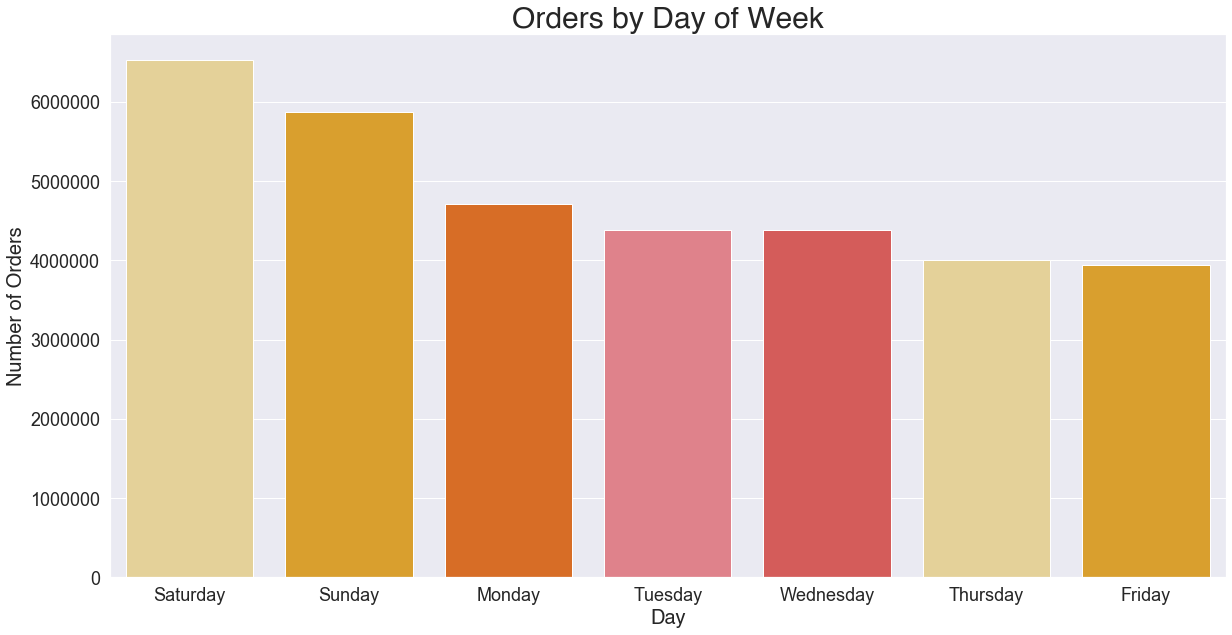 Orders by Day of Week
Number of Orders
6000000
5000000
4000000
3000000
2000000
1000000
0
Saturday Sunday Monday Tuesday Wednesday Thursday Friday
Day